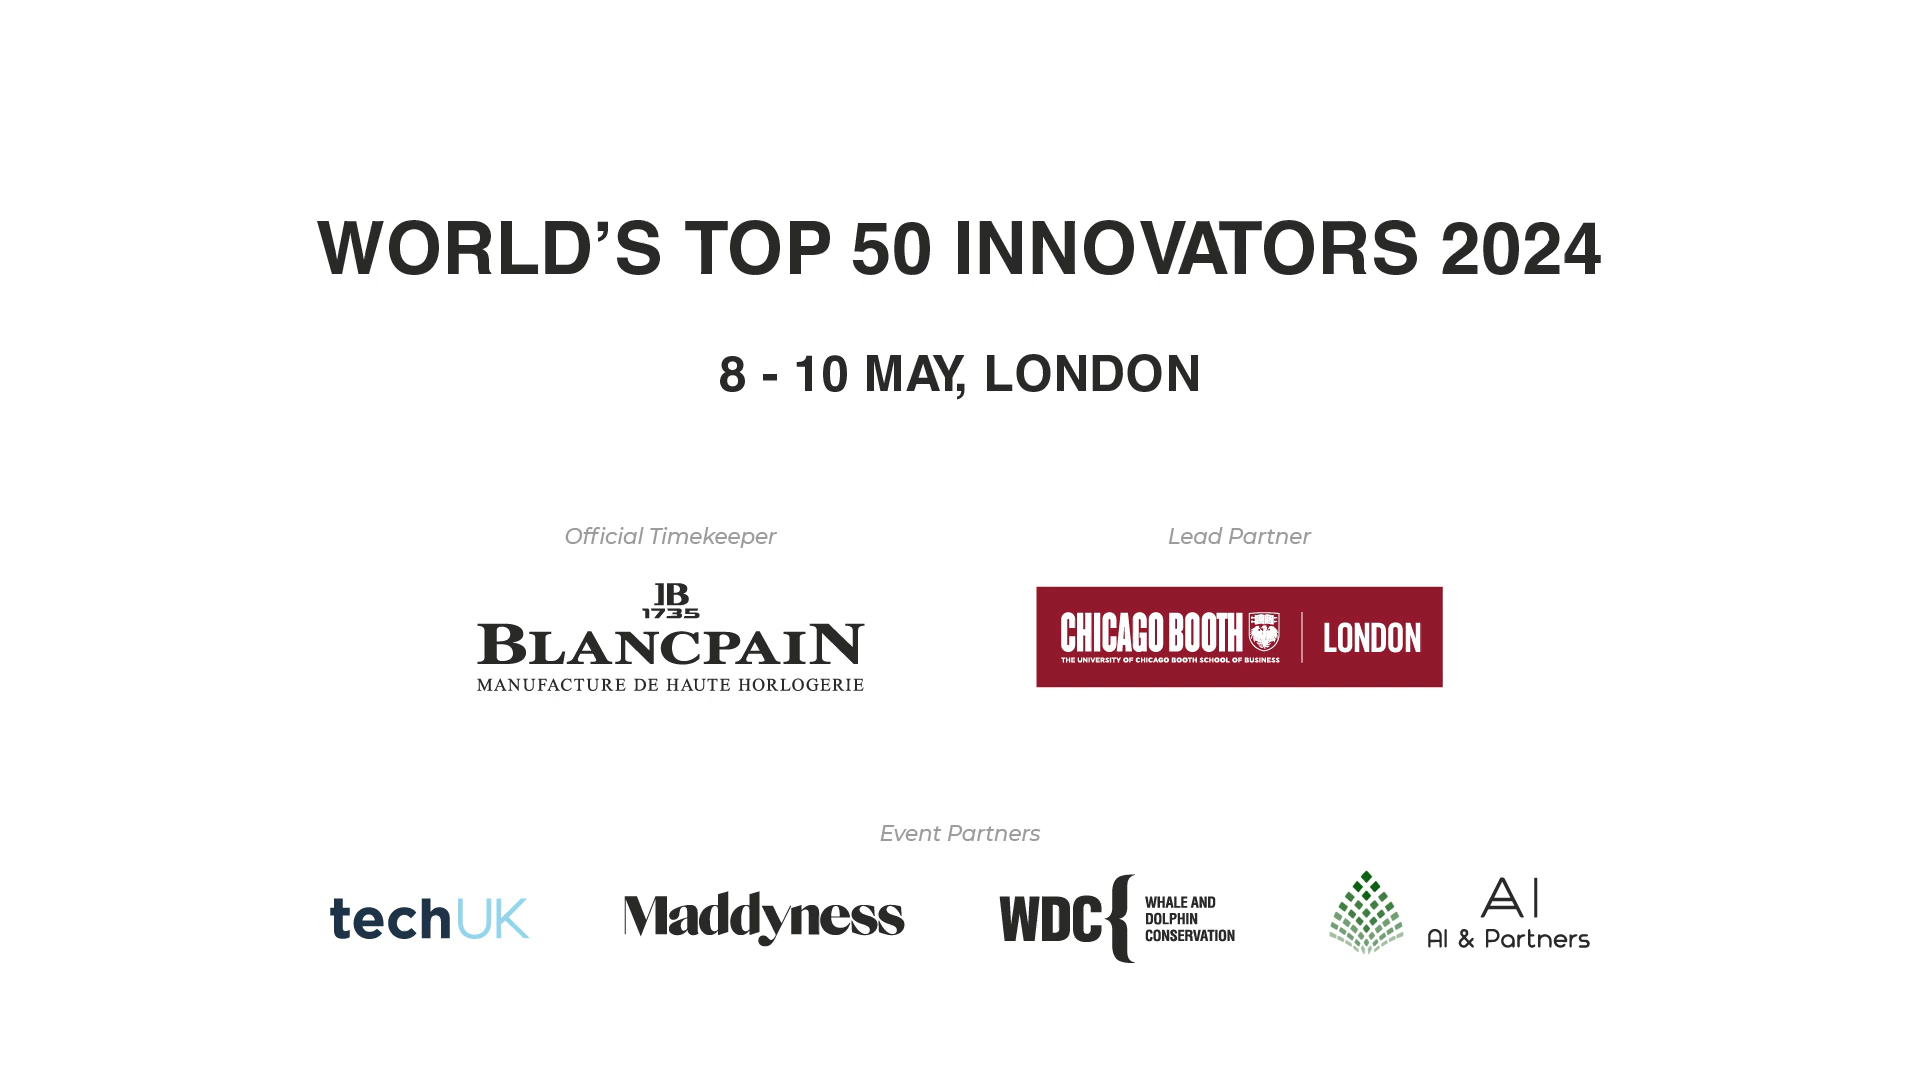 WORLD’S TOP 50 INNOVATORS 2024
8 - 10 MAY, LONDON
Official Timekeeper
JB
1735
BLANCPAIN
MANUFACTURE DE HAUTE HORLOGERIE
Lead Partner
CHICAGO BOOTH
THE UNIVERSITY OF CHICAGO BOOTH SCHOOL OF BUSINESS
LONDON
Event Partners
techUK
Maddyness
WDC
WHALE AND
DOLPHIN
CONSERVATION
AI
AI & Partners